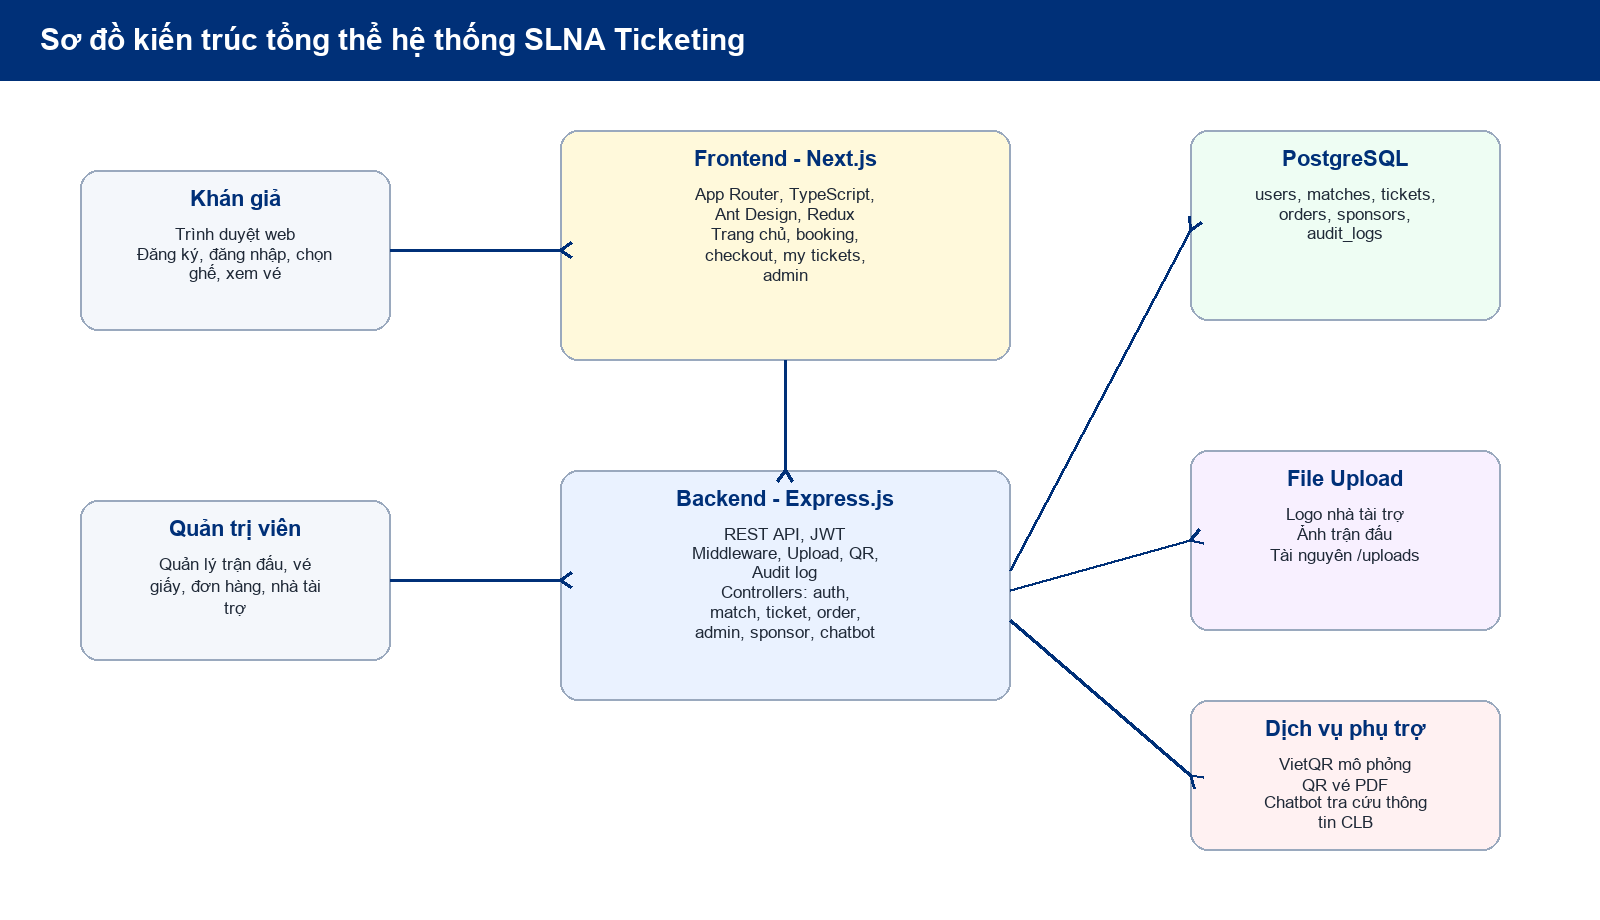 Sơ đồ kiến trúc tổng thể hệ thống SLNA Ticketing
Khán giả
Trình duyệt web
Đăng ký, đăng nhập, chọn
ghế, xem vé
Frontend - Next.js
App Router, TypeScript,
Ant Design, Redux
Trang chủ, booking,
checkout, my tickets,
admin
PostgreSQL
users, matches, tickets,
orders, sponsors,
audit_logs
Quản trị viên
Quản lý trận đấu, vé
giấy, đơn hàng, nhà tài
trợ
Backend - Express.js
REST API, JWT
Middleware, Upload, QR,
Audit log
Controllers: auth,
match, ticket, order,
admin, sponsor, chatbot
File Upload
Logo nhà tài trợ
Ảnh trận đấu
Tài nguyên /uploads
Dịch vụ phụ trợ
VietQR mô phỏng
QR vé PDF
Chatbot tra cứu thông
tin CLB